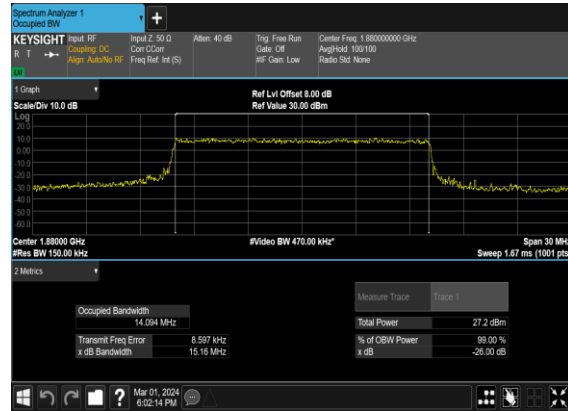 Spectrum Analyzer 1
Occupied BW
+
KEYSIGHT Input: RF Input Z: 50 Ω Atten: 40 dB Trig: Free Run Center Freq: 1.880000000 GHz
R T Coupling: DC Corr CCorr Gate: Off Avg|Hold: 100/100
Align: Auto/No RF Freq Ref: Int (S) #IF Gain: Low Radio Std: None
LW
1 Graph Ref Lvl Offset 8.00 dB
Scale/Div 10.0 dB Ref Value 30.00 dBm
Log
20.0
10.0
0.00
-10.0
-20.0
-30.0
-40.0
-50.0
-60.0
Center 1.88000 GHz #Video BW 470.00 kHz* Span 30 MHz
#Res BW 150.00 kHz Sweep 1.67 ms (1001 pts
2 Metrics
Measure Trace Trace 1
Occupied Bandwidth
14.094 MHz Total Power 27.2 dBm
Transmit Freq Error 8.597 kHz % of OBW Power 99.00 %
x dB Bandwidth 15.16 MHz x dB -26.00 dB
? Mar 01, 2024
6:02:14 PM